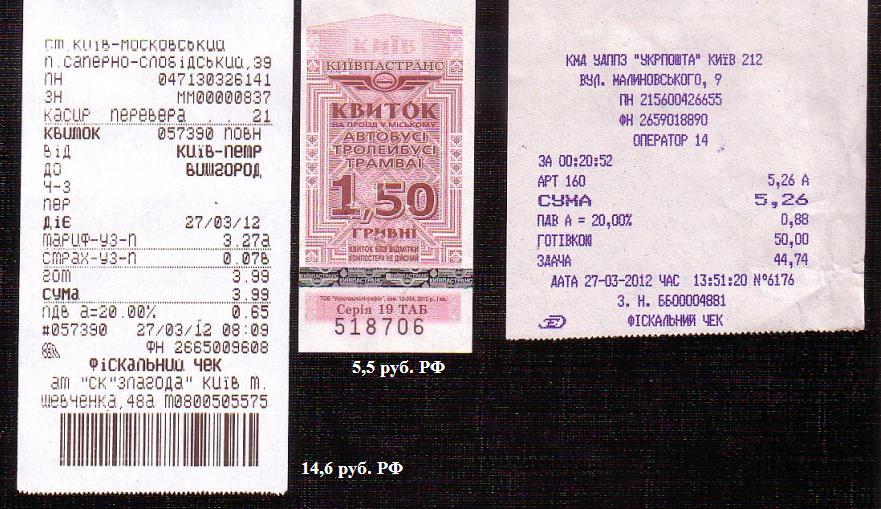 ст.КИЇВ-МОСКОВСЬКИЙ
п.САПЕРНО-СЛОБІДСЬКИЙ,39
ПН 047130326141
ЗН ММ00000837
КАСИР ПЕРЕВЕРА . 21
КВИТОК 057390 ПОВН
ВІД КИЇВ-ПЕТР
ДО ВИШГОРОД
Ч-З
ПЕР
ДІЄ 27/03/12
ТАРИФ-УЗ-П 3.27а
СТРАХ-УЗ-П 0.07Б
ГОТ 3.99
СУМА 3.99
ПДВ а=20.00% 0.65
#057390 27/03/12 08:09
ФН 2665009608
ФІСКАЛЬНИЙ ЧЕК
АТ "СК"ЗЛАГОДА" КИЇВ Т.
ШЕВЧЕНКА,48а Т0800505575
КИЇВ
КИЇВПАСТРАНС
КВИТОК
НА ПРОЇЗД У МІСЬКОМУ
АВТОБУСІ
ТРОЛЕЙБУСІ
ТРАМВАЇ
1,50
ГРИВНІ
КВИТОК БЕЗ ВІДМІТКИ
КОМПОСТЕРА НЕ ДІЙСНИЙ
КИЇВПАСТРАНС КИЇВПАСТРАНС
Серія 19 ТАБ
518706
5,5 руб. РФ
14,6 руб. РФ
КМД УДППЗ "УКРПОШТА" КИЇВ 212
ВУЛ. МАЛИНОВСЬКОГО, 9
ПН 215600426655
ФН 2659018890
ОПЕРАТОР 14
ЗА 00:20:52
АРТ 160 5,26 А
СУМА 5,26
ПДВ А = 20,00% 0,88
ГОТІВКОЮ 50,00
ЗДАЧА 44,74
ДАТА 27-03-2012 ЧАС 13:51:20 №6176
З. Н. ББ00004881
ФІСКАЛЬНИЙ ЧЕК